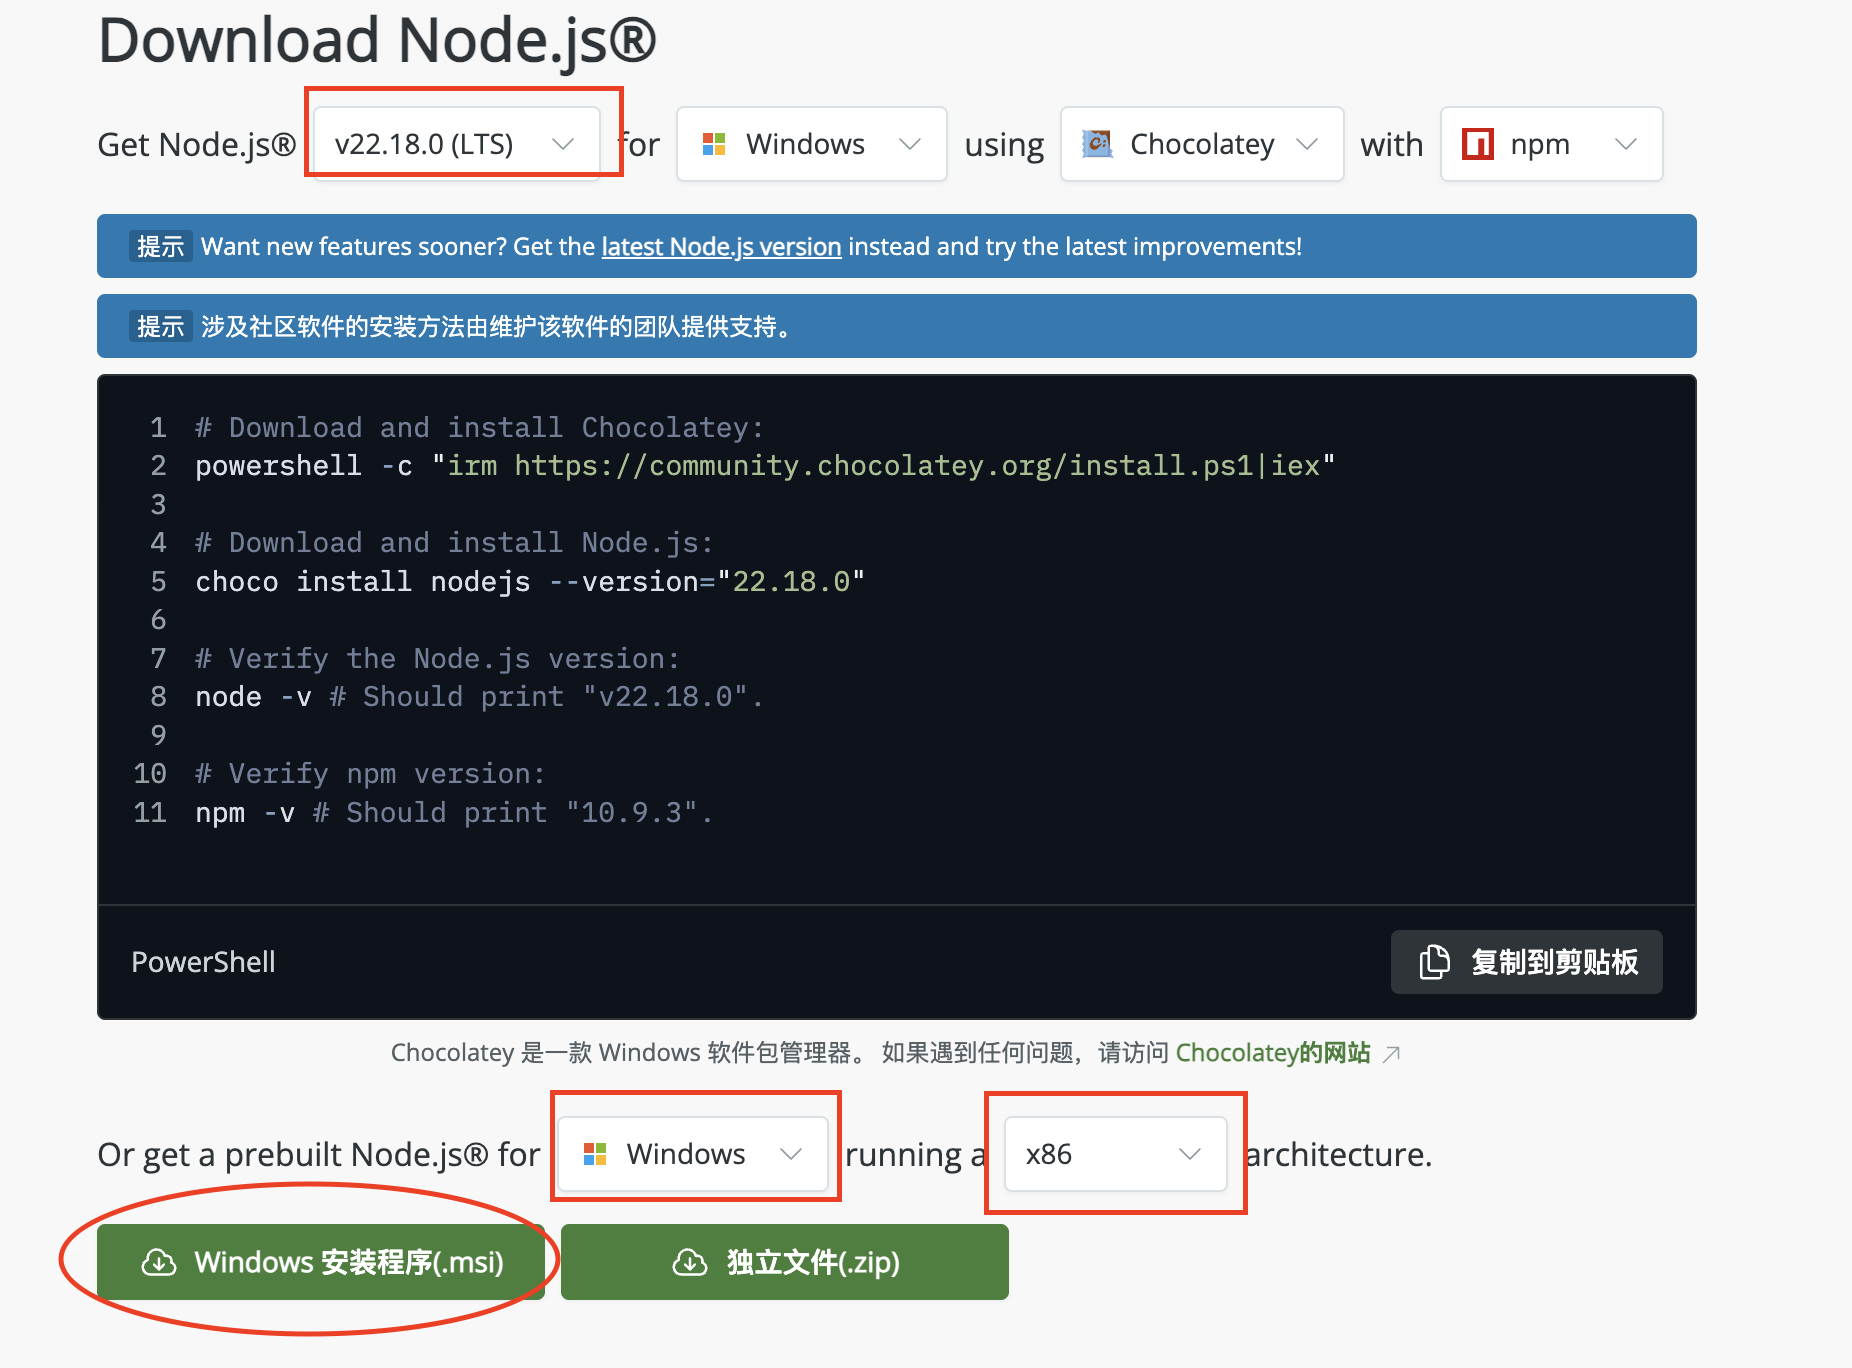 Download Node.js®
Get Node.js® v22.18.0 (LTS) for Windows using Chocolatey with npm
提示 Want new features sooner? Get the latest Node.js version instead and try the latest improvements!
提示 涉及社区软件的安装方法由维护该软件的团队提供支持。
1 # Download and install Chocolatey:
2 powershell -c "irm https://community.chocolatey.org/install.ps1|iex"
3
4 # Download and install Node.js:
5 choco install nodejs --version="22.18.0"
6
7 # Verify the Node.js version:
8 node -v # Should print "v22.18.0".
9
10 # Verify npm version:
11 npm -v # Should print "10.9.3".
PowerShell 复制到剪贴板
Chocolatey 是一款 Windows 软件包管理器。 如果遇到任何问题，请访问 Chocolatey的网站
Or get a prebuilt Node.js® for Windows running a x86 architecture.
Windows 安装程序(.msi) 独立文件(.zip)